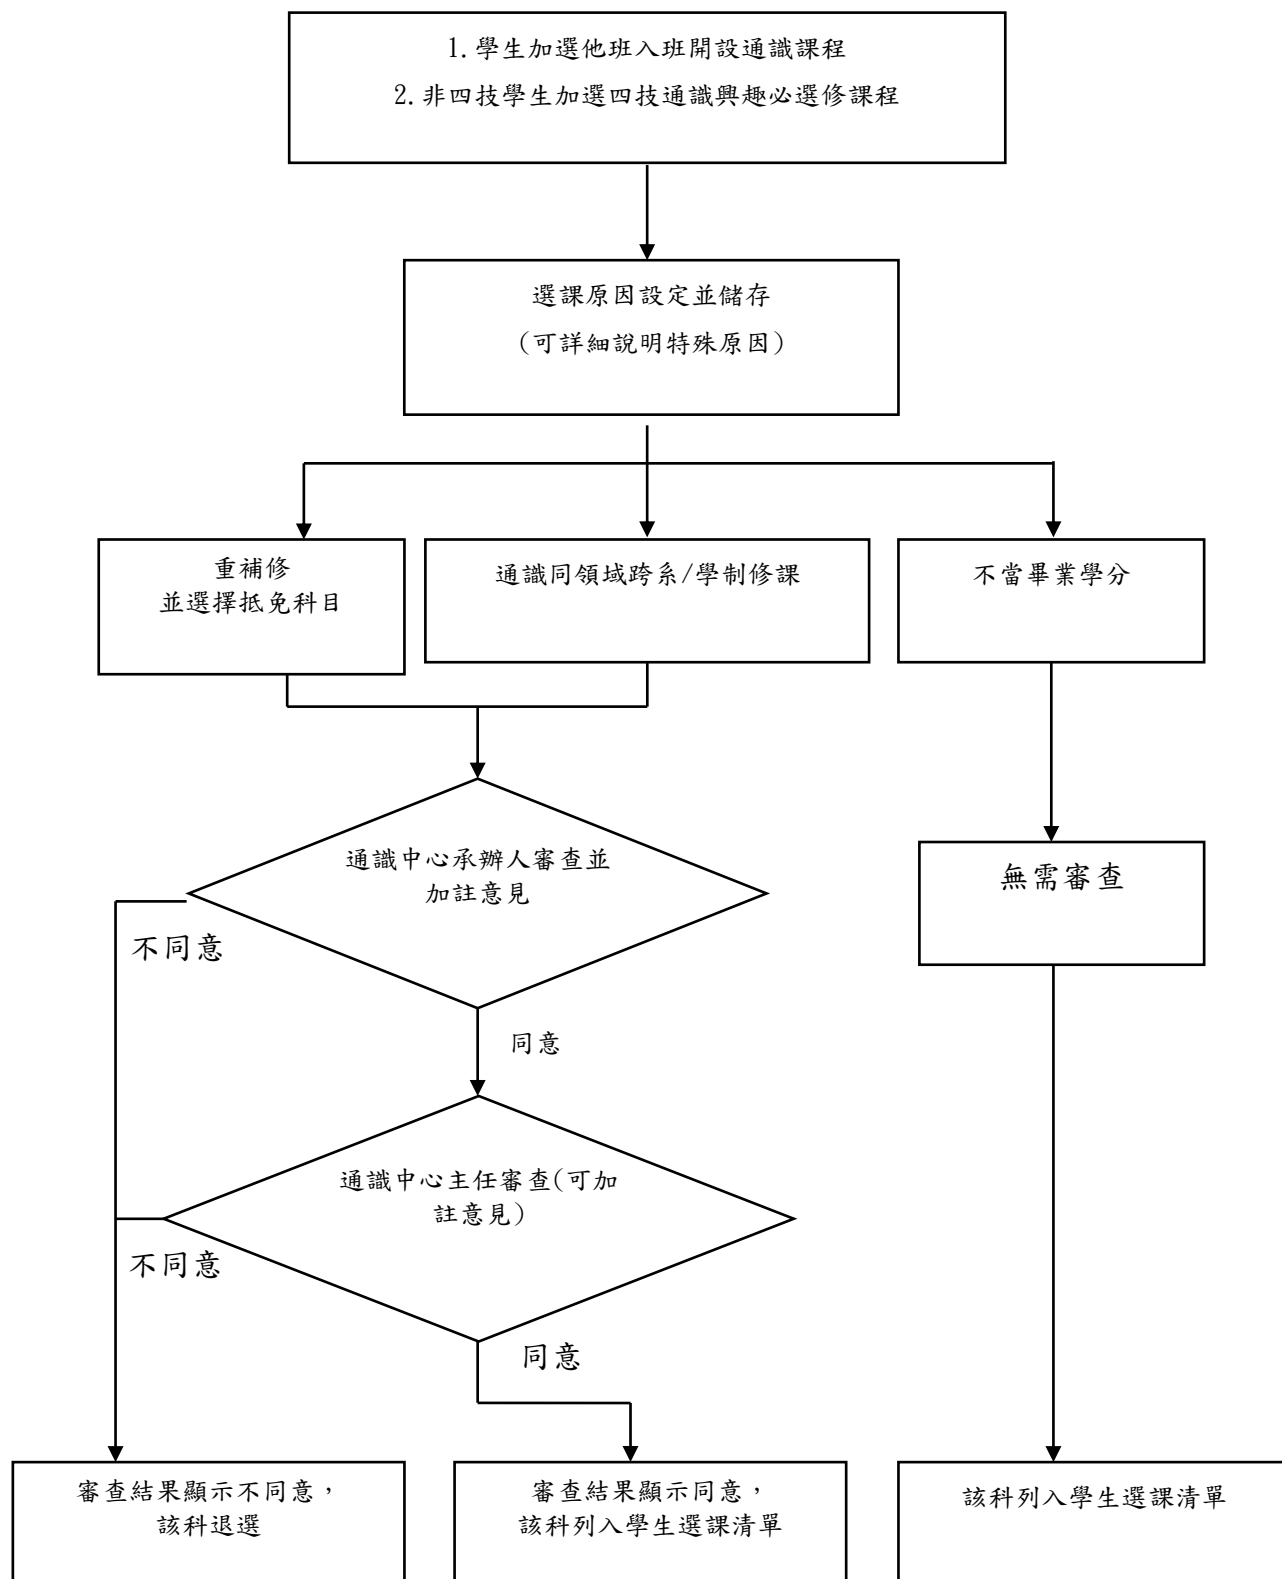 1.學生加選他班入班開設通識課程
2.非四技學生加選四技通識興趣必選修課程
選課原因設定並儲存
(可詳細說明特殊原因)
重補修
並選擇抵免科目
通識同領域跨系/學制修課
不當畢業學分
通識中心承辦人審查並
加註意見
無需審查
不同意
同意
通識中心主任審查(可加
註意見)
不同意
同意
審查結果顯示不同意，
該科退選
審查結果顯示同意，
該科列入學生選課清單
該科列入學生選課清單